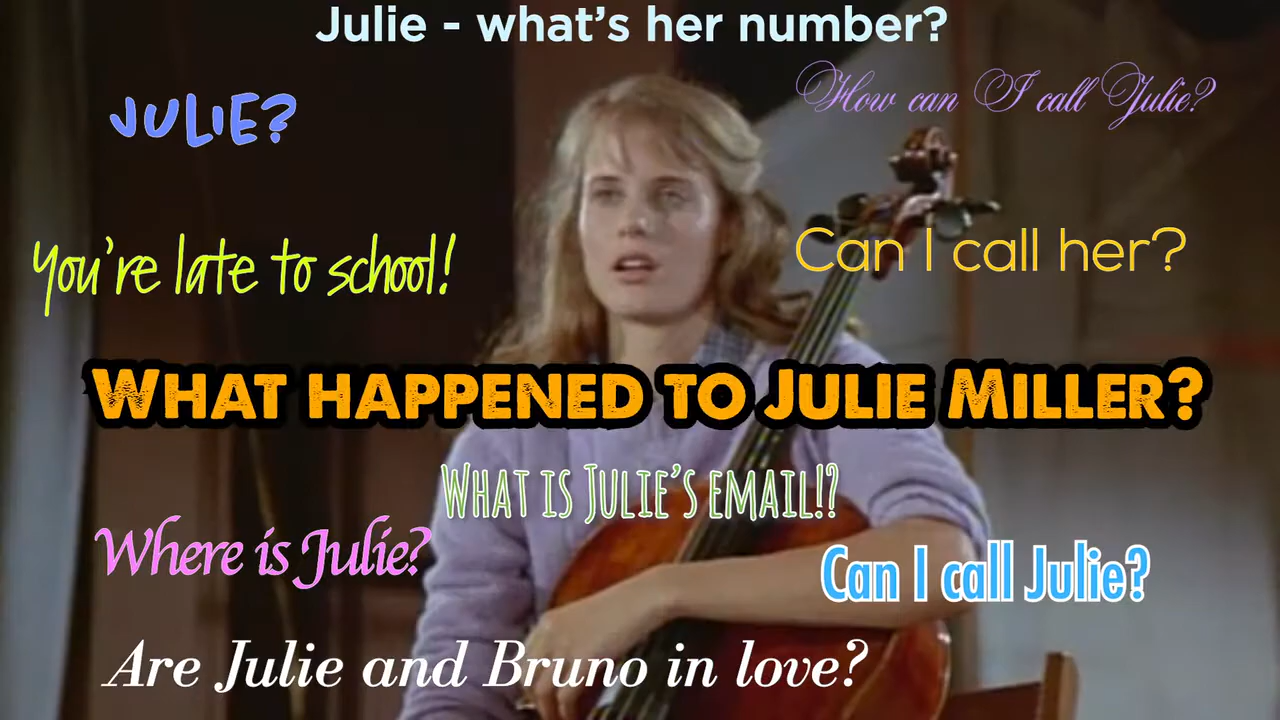 Julie - what's her number?
How can I call Julie?
JULIE?
You're late to school!
Can I call her?
WHAT HAPPENED TO JULIE MILLER?
WHAT IS JULIE'S EMAIL!?
Where is Julie?
Can I call Julie?
Are Julie and Bruno in love?